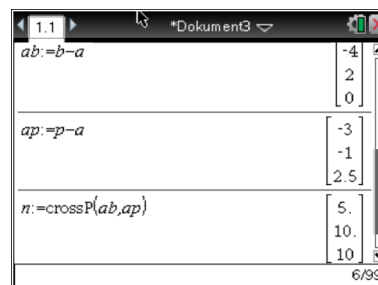 1.1 *Dokument3
ab:=b-a [-4
2
0]
ap:=p-a [-3
-1
2.5]
n:=crossP(ab,ap) [5.
10.
10]
6/99